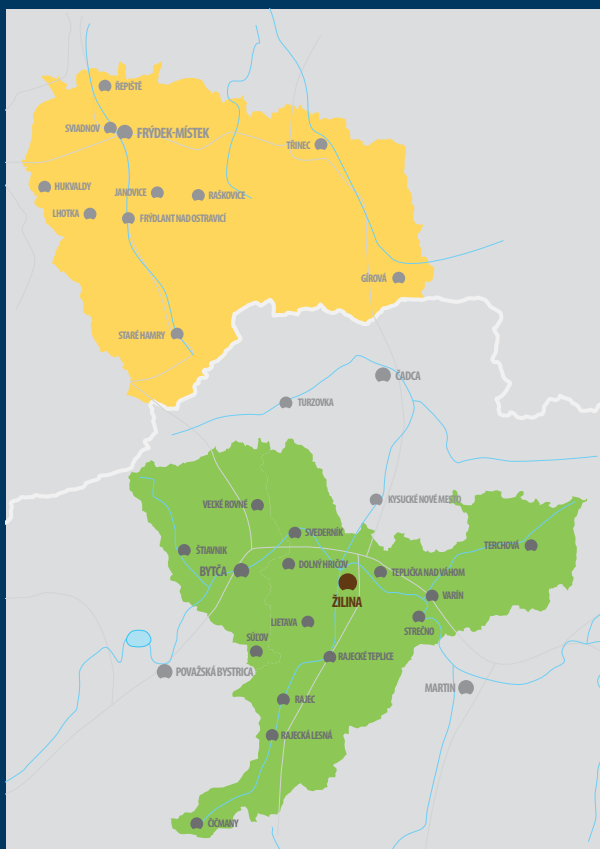 ŘEPIŠTĚ
SVIADNOV
FRÝDEK-MÍSTEK
TŘINEC
HUKVALDY
JANOVICE
RAŠKOVICE
LHOTKA
FRÝDLANT NAD OSTRAVICÍ
GÍROVÁ
STARÉ HAMRY
ČADCA
TURZOVKA
KYSUCKÉ NOVÉ MESTO
VEĽKÉ ROVNÉ
SVEDERNÍK
TERCHOVÁ
ŠTIAVNIK
DOLNÝ HRIČOV
BYTČA
TEPLIČKA NAD VÁHOM
ŽILINA
VARÍN
LIETAVA
STREČNO
SÚĽOV
RAJECKÉ TEPLICE
POVAŽSKÁ BYSTRICA
MARTIN
RAJEC
RAJECKÁ LESNÁ
ČIČMANY